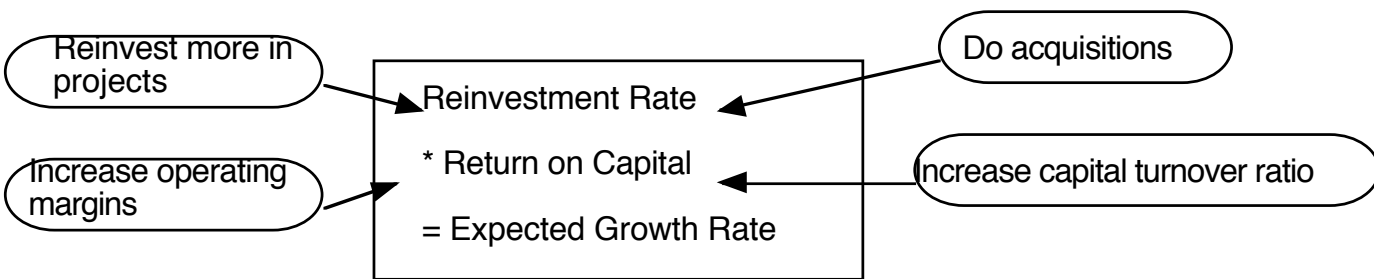 Reinvest more in
projects
Do acquisitions
Reinvestment Rate
* Return on Capital
= Expected Growth Rate
Increase operating
margins
Increase capital turnover ratio